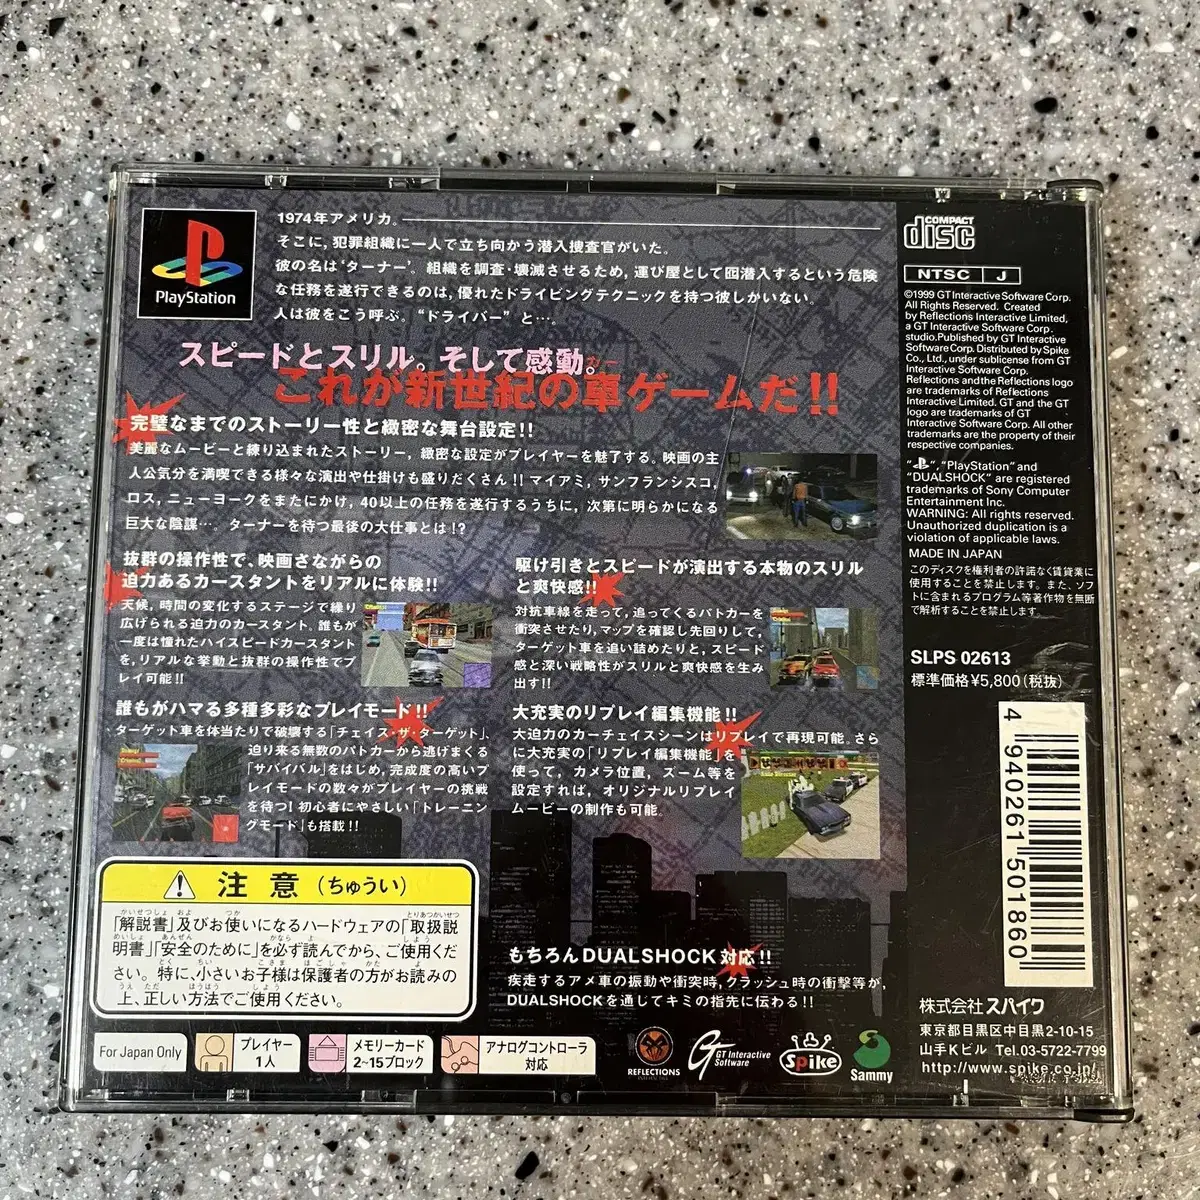 PlayStation
1974年アメリカ。
そこに, 犯罪組織に一人で立ち向かう潜入捜査官がいた。
彼の名は‘ターナー’。組織を調査・壊滅させるため, 運び屋として囮潜入するという危険
な任務を遂行できるのは, 優れたドライビングテクニックを持つ彼しかいない。
人は彼をこう呼ぶ。“ドライバー”と…。
スピードとスリル。そして感動。
これが新世紀の車ゲームだ!!
完璧なまでのストーリー性と緻密な舞台設定!!
美麗なムービーと練り込まれたストーリー, 緻密な設定がプレイヤーを魅了する。映画の主
人公気分を満喫できる様々な演出や仕掛けも盛りだくさん!! マイアミ, サンフランシスコ,
ロス, ニューヨークをまたにかけ, 40以上の任務を遂行するうちに, 次第に明らかになる
巨大な陰謀…。ターナーを待つ最後の大仕事とは!?
抜群の操作性で、映画さながらの
迫力あるカースタントをリアルに体験!!
天候, 時間の変化するステージで繰り
広げられる迫力のカースタント。誰もが
一度は憧れたハイスピードカースタント
を, リアルな挙動と抜群の操作性でプ
レイ可能!!
駆け引きとスピードが演出する本物のスリル
と爽快感!!
対抗車線を走って, 追ってくるパトカーを
衝突させたり, マップを確認し先回りして,
ターゲット車を追い詰めたりと, スピード
感と深い戦略性がスリルと爽快感を生み
出す!!
誰もがハマる多種多彩なプレイモード!!
ターゲット車を体当たりで破壊する「チェイス・ザ・ターゲット」、
迫り来る無数のパトカーから逃げまくる
「サバイバル」をはじめ, 完成度の高いプ
レイモードの数々がプレイヤーの挑戦
を待つ! 初心者にやさしい「トレーニン
グモード」も搭載!!
大充実のリプレイ編集機能!!
大迫力のカーチェイスシーンはリプレイで再現可能。さら
に大充実の「リプレイ編集機能」を
使って, カメラ位置, ズーム等を
設定すれば, オリジナルリプレイ
ムービーの制作も可能。
もちろんDUALSHOCK対応!!
疾走するアメ車の振動や衝突時, クラッシュ時の衝撃等が,
DUALSHOCKを通じてキミの指先に伝わる!!
注意(ちゅうい)
「解説書」及びお使いになるハードウェアの「取扱説
明書」「安全のために」を必ず読んでから、ご使用くだ
さい。特に、小さいお子様は保護者の方がお読みの
上、正しい方法でご使用ください。
For Japan Only
プレイヤー
1人
メモリーカード
2~15ブロック
アナログコントローラ
対応
REFLECTIONS
INTERACTIVE
GT Interactive
Software
Spike
Sammy
COMPACT
disc
NTSC J
©1999 GT Interactive Software Corp.
All Rights Reserved. Created
by Reflections Interactive Limited,
a GT Interactive Software Corp.
studio.Published by GT Interactive
Software Corp. Distributed by Spike
Co., Ltd., under sublicense from GT
Interactive Software Corp.
Reflections and the Reflections logo
are trademarks of Reflections
Interactive Limited. GT and the GT
logo are trademarks of GT
Interactive Software Corp. All other
trademarks are the property of their
respective companies.
“ ”, “PlayStation” and
“DUALSHOCK” are registered
trademarks of Sony Computer
Entertainment Inc.
WARNING: All rights reserved.
Unauthorized duplication is a
violation of applicable laws.
MADE IN JAPAN
このディスクを権利者の許諾なく賃貸業に
使用することを禁止します。また、ソフ
トに含まれるプログラム等著作物を無断
で解析することを禁止します。
SLPS 02613
標準価格¥5,800(税抜)
4 940261 501860
株式会社スパイク
東京都目黒区中目黒2-10-15
山手Kビル Tel.03-5722-7799
http://www.spike.co.jp/